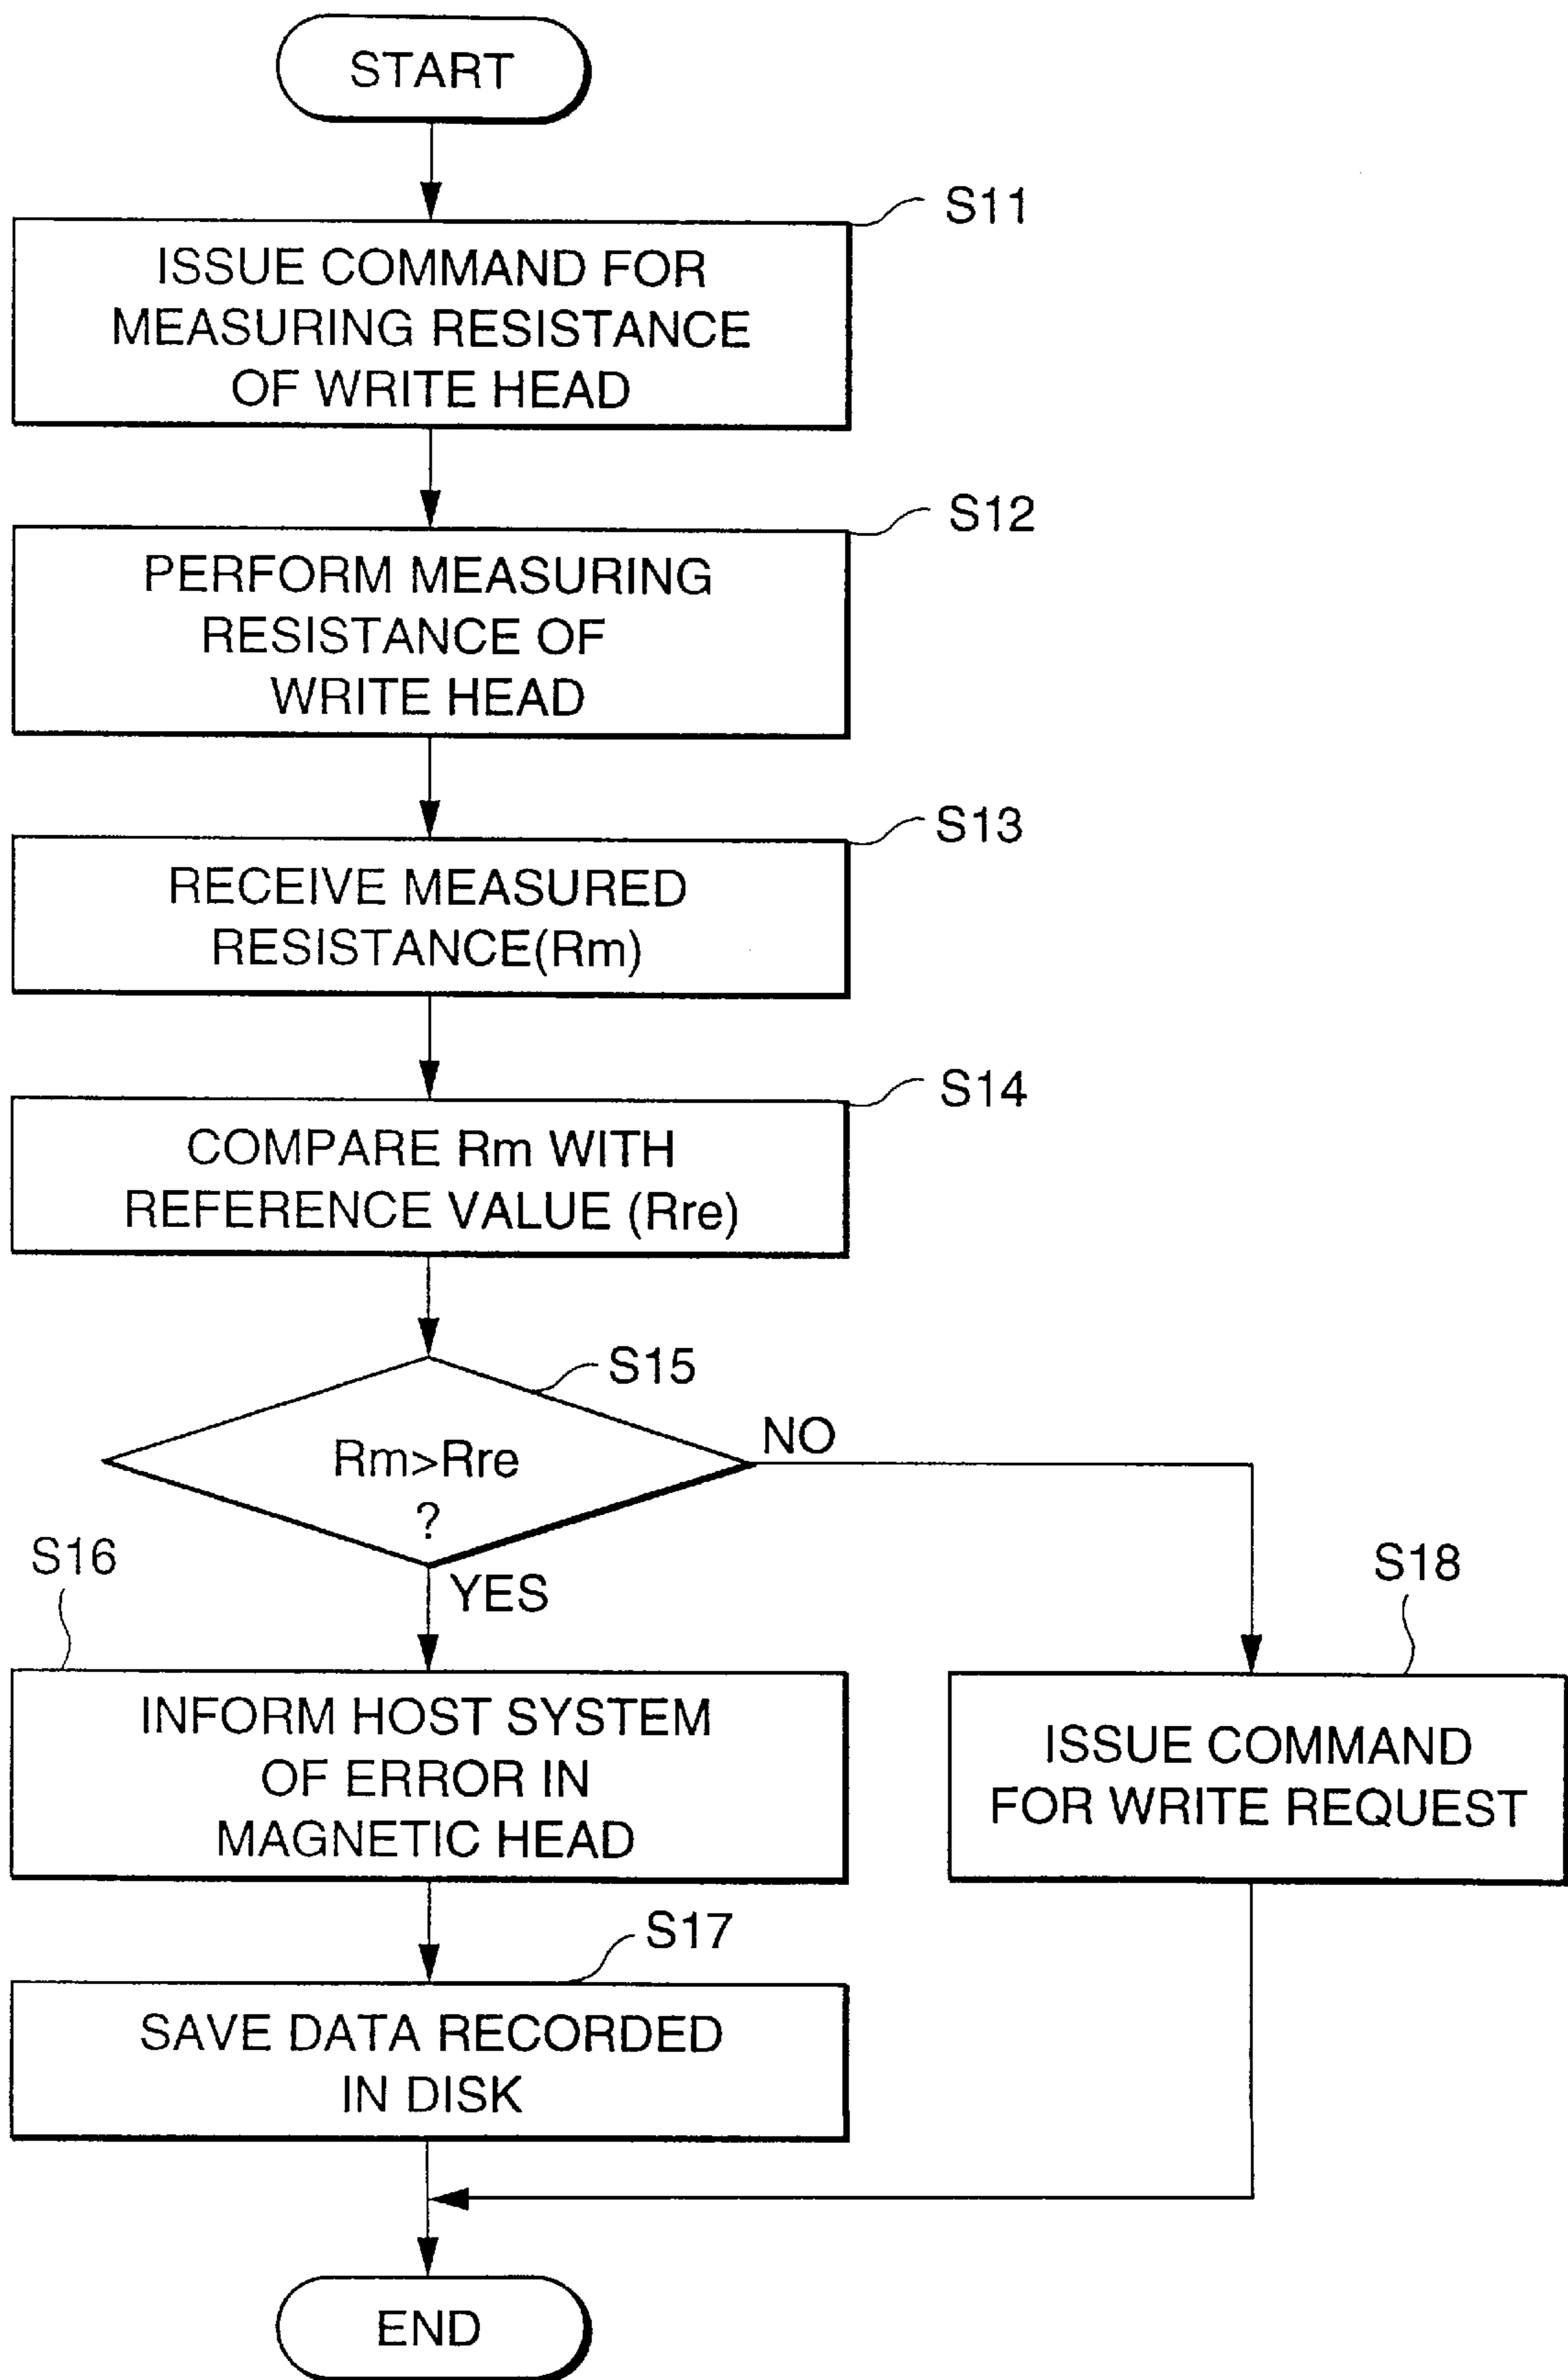 START
S11
ISSUE COMMAND FOR
MEASURING RESISTANCE
OF WRITE HEAD
S12
PERFORM MEASURING
RESISTANCE OF
WRITE HEAD
S13
RECEIVE MEASURED
RESISTANCE(Rm)
S14
COMPARE Rm WITH
REFERENCE VALUE (Rre)
S15
Rm>Rre
?
NO
YES
S16
INFORM HOST SYSTEM
OF ERROR IN
MAGNETIC HEAD
S18
ISSUE COMMAND
FOR WRITE REQUEST
S17
SAVE DATA RECORDED
IN DISK
END